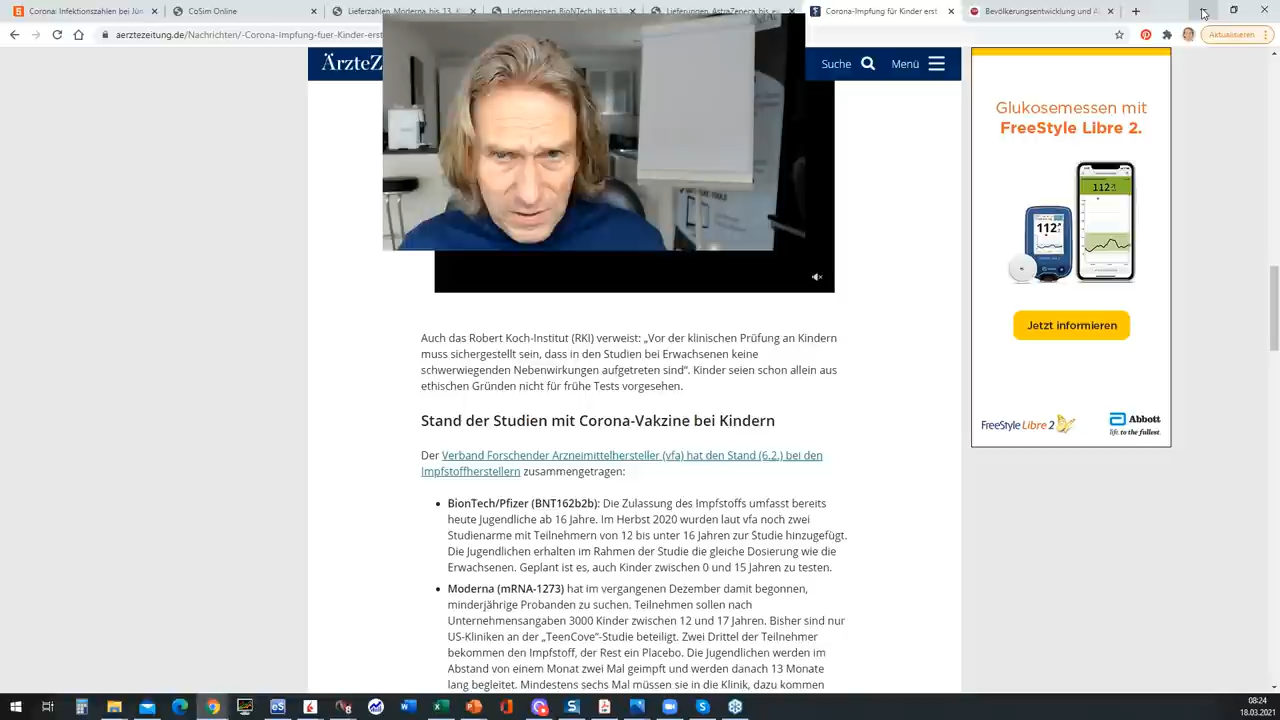 Corona Infektionszahlen bei Jün
CoSim Online
Lieferzahlen Moderna bis 13. K
Liefermengen BioNTech bis 13.
Lieferungen AstraZeneca bis ei
Corona-Impfung für Kinder erst
Bevölkerungsentwicklung und A
aerztezeitung.de/Nachrichten/Corona-Impfung-fuer-Kinder-erst
Aktualisieren
ÄrzteZ
Suche
Menü
Glukosemessen mit
FreeStyle Libre 2.
112
112
Jetzt informieren
FreeStyle Libre 2
Abbott
life. to the fullest.
Auch das Robert Koch-Institut (RKI) verweist: „Vor der klinischen Prüfung an Kindern
muss sichergestellt sein, dass in den Studien bei Erwachsenen keine
schwerwiegenden Nebenwirkungen aufgetreten sind“. Kinder seien schon allein aus
ethischen Gründen nicht für frühe Tests vorgesehen.
Stand der Studien mit Corona-Vakzine bei Kindern
Der Verband Forschender Arzneimittelhersteller (vfa) hat den Stand (6.2.) bei den
Impfstoffherstellern zusammengetragen:
• BionTech/Pfizer (BNT162b2b): Die Zulassung des Impfstoffs umfasst bereits
heute Jugendliche ab 16 Jahre. Im Herbst 2020 wurden laut vfa noch zwei
Studienarme mit Teilnehmern von 12 bis unter 16 Jahren zur Studie hinzugefügt.
Die Jugendlichen erhalten im Rahmen der Studie die gleiche Dosierung wie die
Erwachsenen. Geplant ist es, auch Kinder zwischen 0 und 15 Jahren zu testen.
• Moderna (mRNA-1273) hat im vergangenen Dezember damit begonnen,
minderjährige Probanden zu suchen. Teilnehmen sollen nach
Unternehmensangaben 3000 Kinder zwischen 12 und 17 Jahren. Bisher sind nur
US-Kliniken an der „TeenCove“-Studie beteiligt. Zwei Drittel der Teilnehmer
bekommen den Impfstoff, der Rest ein Placebo. Die Jugendlichen werden im
Abstand von einem Monat zwei Mal geimpft und werden danach 13 Monate
lang begleitet. Mindestens sechs Mal müssen sie in die Klinik, dazu kommen
08:24
18.03.2021